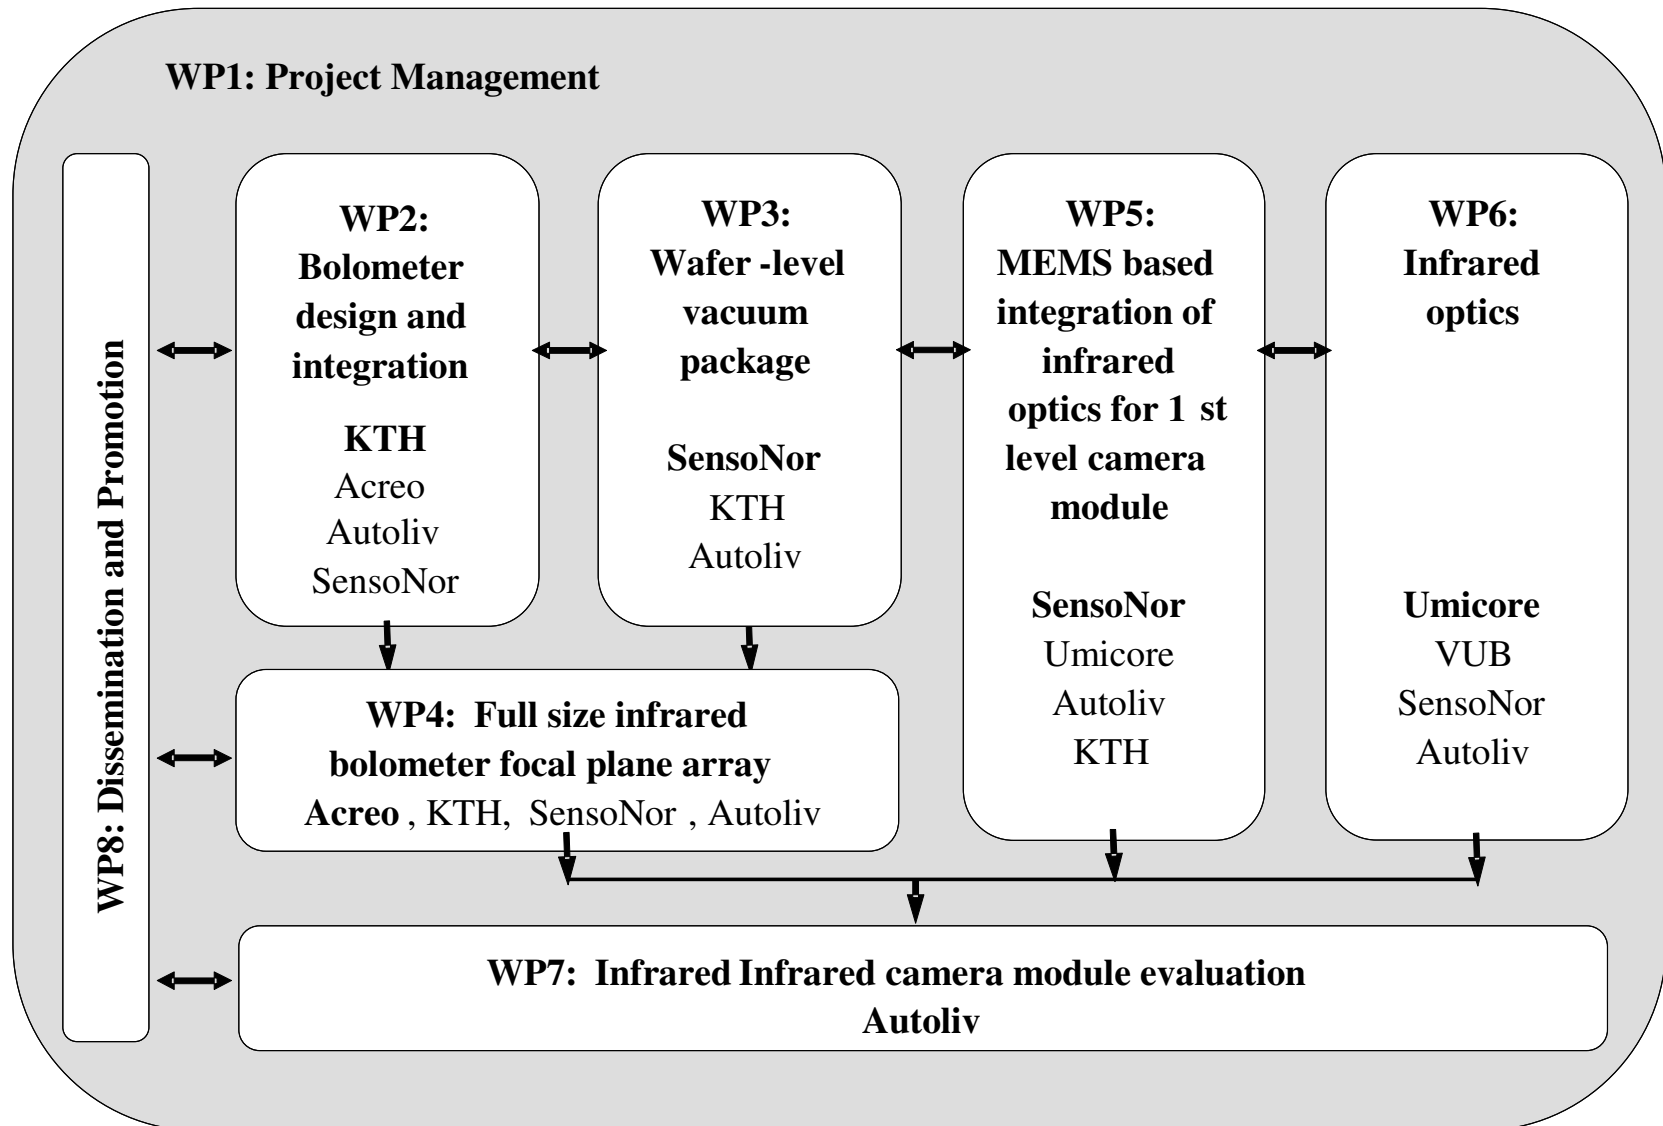 WP1: Project Management
WP8: Dissemination and Promotion
WP2:
Bolometer
design and
integration
KTH
Acreo
Autoliv
SensoNor
WP3:
Wafer -level
vacuum
package
SensoNor
KTH
Autoliv
WP5:
MEMS based
integration of
infrared
optics for 1 st
level camera
module
SensoNor
Umicore
Autoliv
KTH
WP6:
Infrared
optics
Umicore
VUB
SensoNor
Autoliv
WP4: Full size infrared
bolometer focal plane array
Acreo , KTH, SensoNor , Autoliv
WP7: Infrared Infrared camera module evaluation
Autoliv